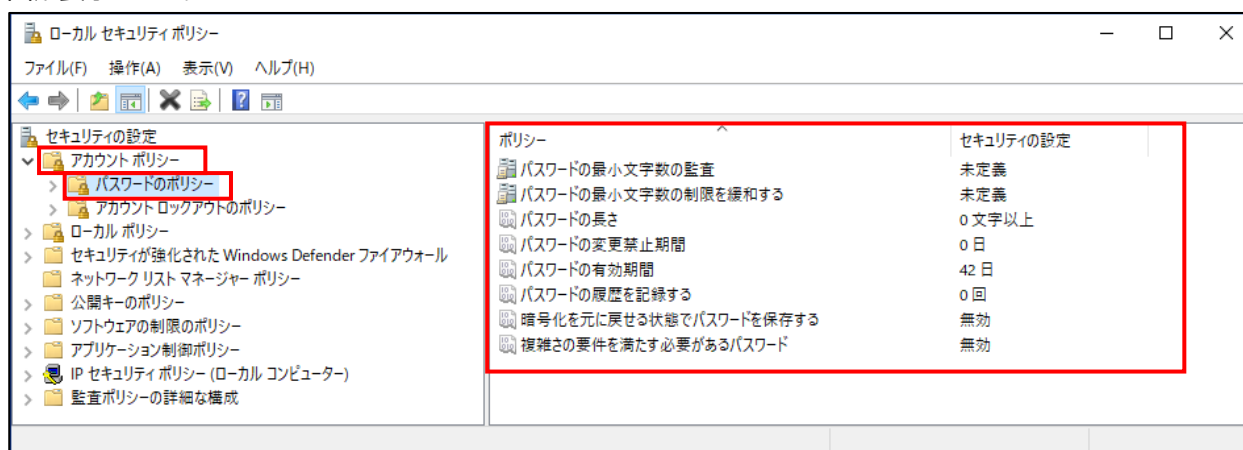 ローカル セキュリティ ポリシー
ファイル(F) 操作(A) 表示(V) ヘルプ(H)
セキュリティの設定
アカウント ポリシー
パスワードのポリシー
アカウント ロックアウトのポリシー
ローカル ポリシー
セキュリティが強化された Windows Defender ファイアウォール
ネットワーク リスト マネージャー ポリシー
公開キーのポリシー
ソフトウェアの制限のポリシー
アプリケーション制御ポリシー
IP セキュリティ ポリシー (ローカル コンピューター)
監査ポリシーの詳細な構成
ポリシー セキュリティの設定
パスワードの最小文字数の監査 未定義
パスワードの最小文字数の制限を緩和する 未定義
パスワードの長さ 0 文字以上
パスワードの変更禁止期間 0 日
パスワードの有効期間 42 日
パスワードの履歴を記録する 0 回
暗号化を元に戻せる状態でパスワードを保存する 無効
複雑さの要件を満たす必要があるパスワード 無効